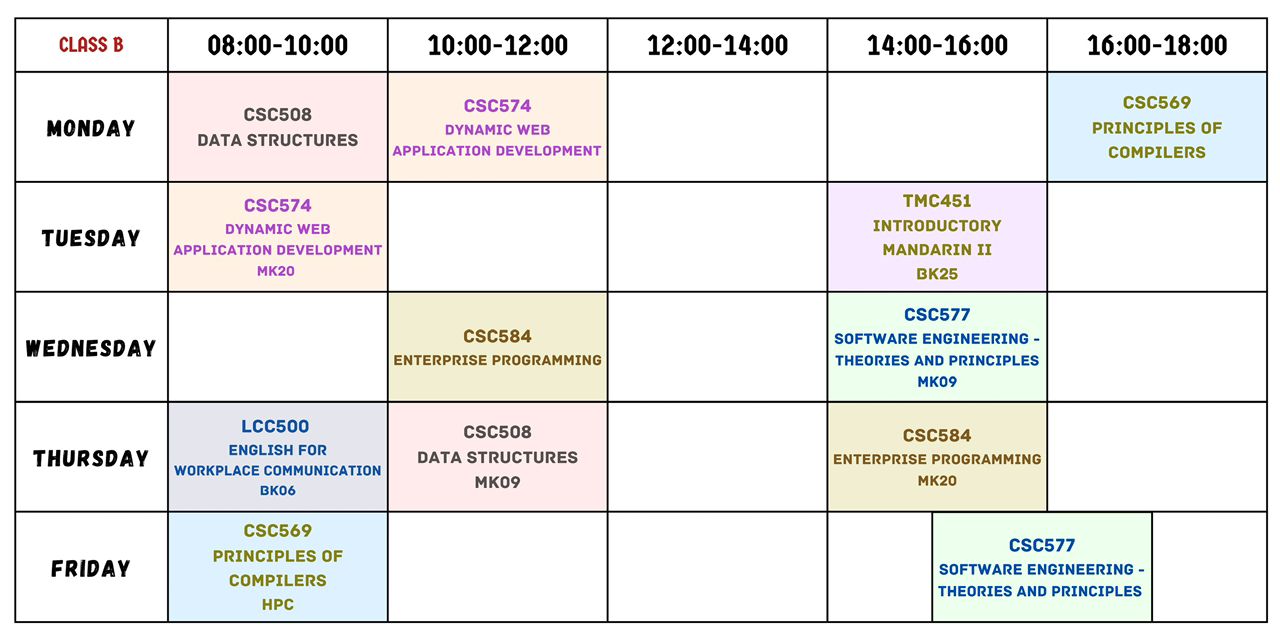 CLASS B
08:00-10:00
10:00-12:00
12:00-14:00
14:00-16:00
16:00-18:00
MONDAY
CSC508
DATA STRUCTURES
CSC574
DYNAMIC WEB
APPLICATION DEVELOPMENT
CSC569
PRINCIPLES OF
COMPILERS
TUESDAY
CSC574
DYNAMIC WEB
APPLICATION DEVELOPMENT
MK20
TMC451
INTRODUCTORY
MANDARIN II
BK25
WEDNESDAY
CSC584
ENTERPRISE PROGRAMMING
CSC577
SOFTWARE ENGINEERING -
THEORIES AND PRINCIPLES
MK09
THURSDAY
LCC500
ENGLISH FOR
WORKPLACE COMMUNICATION
BK06
CSC508
DATA STRUCTURES
MK09
CSC584
ENTERPRISE PROGRAMMING
MK20
FRIDAY
CSC569
PRINCIPLES OF
COMPILERS
HPC
CSC577
SOFTWARE ENGINEERING -
THEORIES AND PRINCIPLES